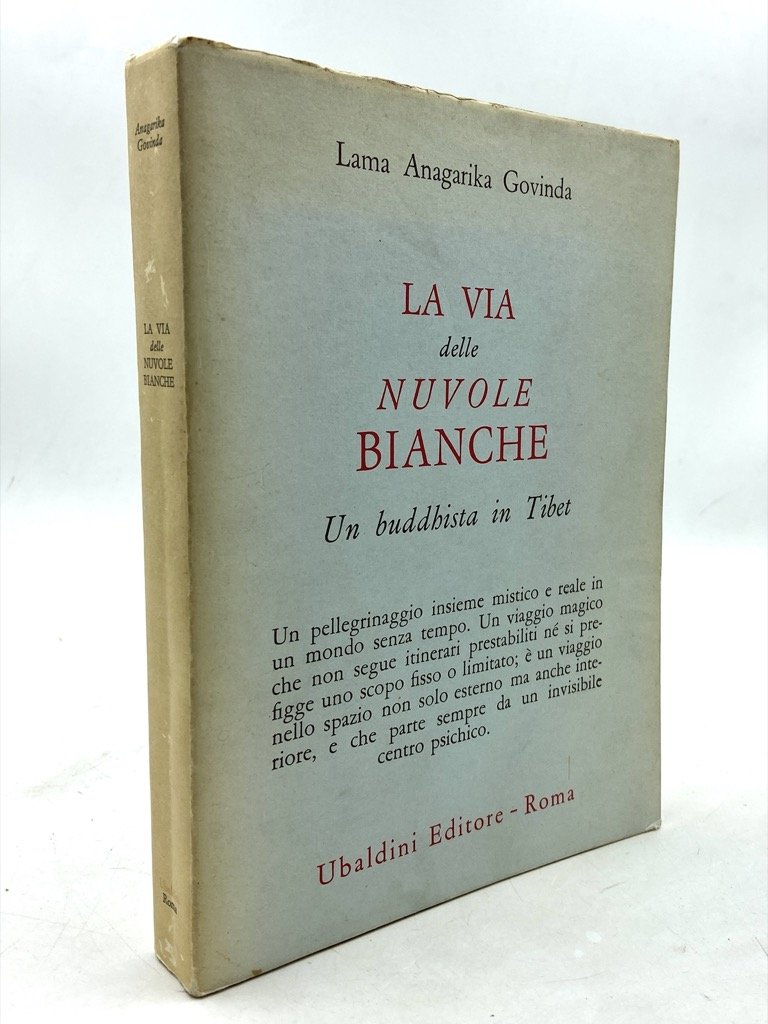 Anagarika
Govinda
LA VIA
delle
NUVOLE
BIANCHE
Roma
Lama Anagarika Govinda
LA VIA
delle
NUVOLE
BIANCHE
Un buddhista in Tibet
Un pellegrinaggio insieme mistico e reale in
un mondo senza tempo. Un viaggio magico
che non segue itinerari prestabiliti né si pre-
figge uno scopo fisso o limitato; è un viaggio
nello spazio non solo esterno ma anche inte-
riore, e che parte sempre da un invisibile
centro psichico.
Ubaldini Editore - Roma